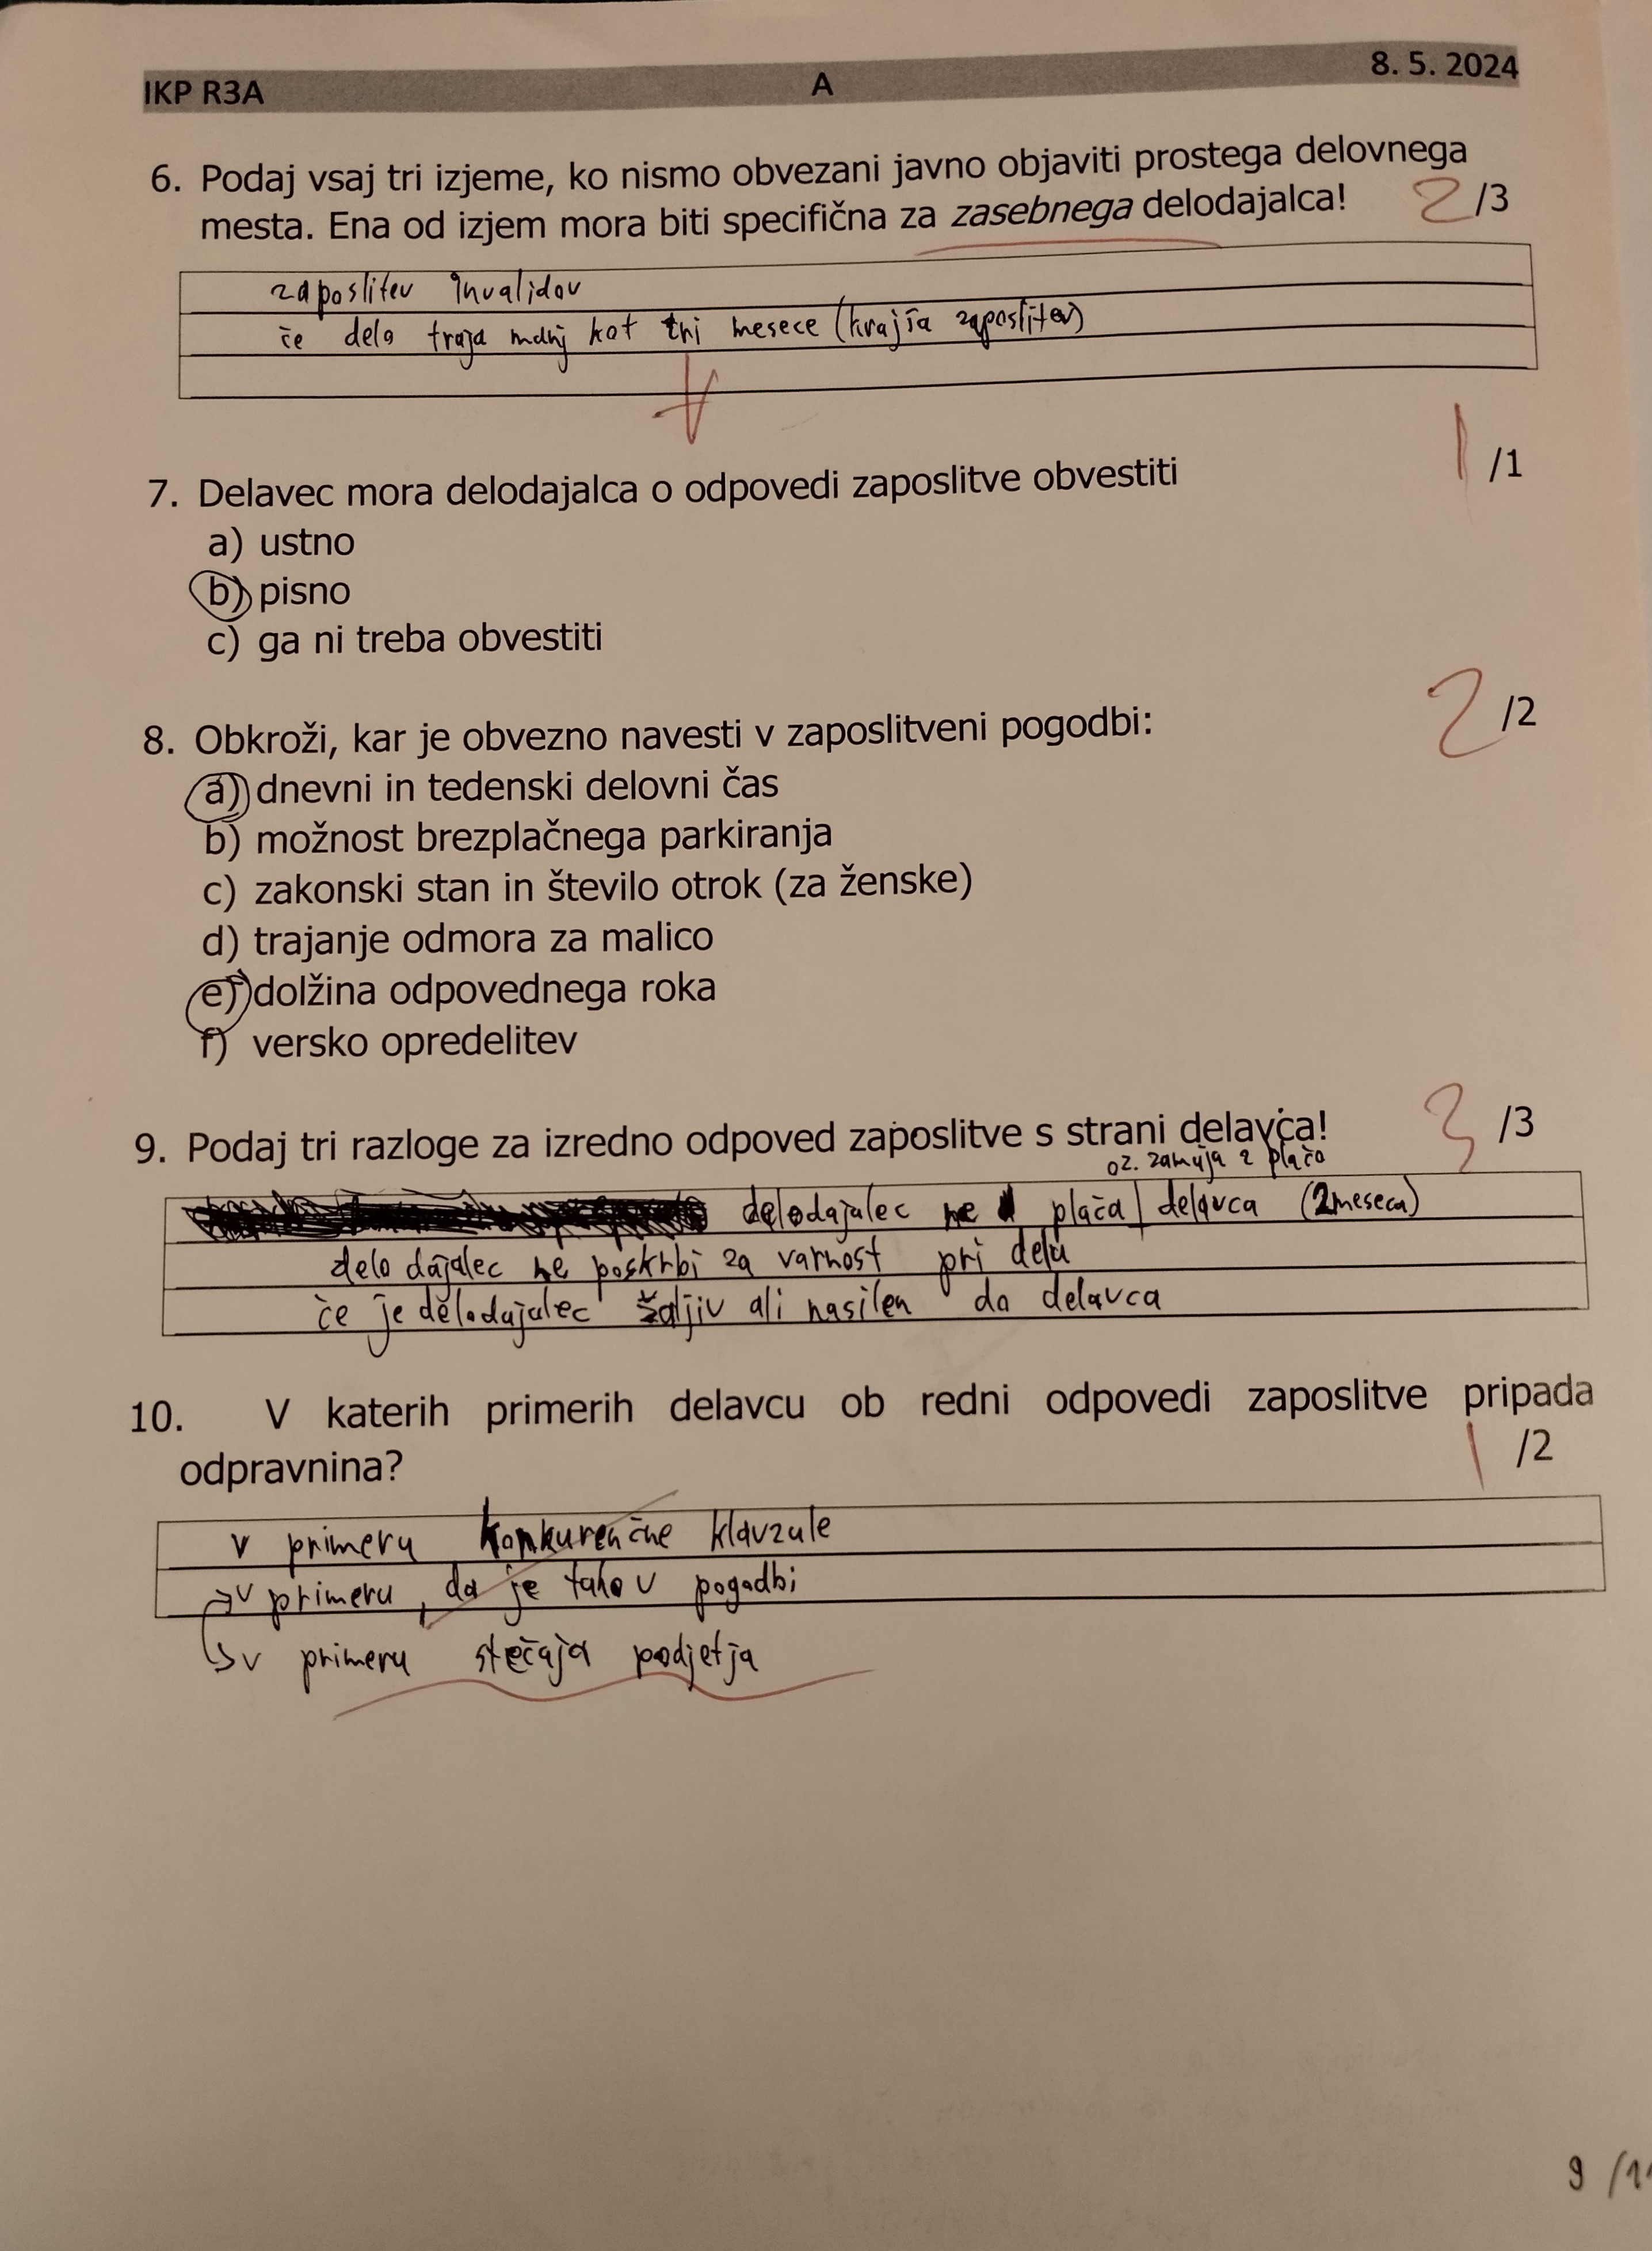 IKP R3A A 8. 5. 2024
6. Podaj vsaj tri izjeme, ko nismo obvezani javno objaviti prostega delovnega
mesta. Ena od izjem mora biti specifična za zasebnega delodajalca! 2/3
zaposlitev invalidov
če delo traja manj kot tri mesece (krajša zaposlitev)
1/1
7. Delavec mora delodajalca o odpovedi zaposlitve obvestiti
a) ustno
b) pisno
c) ga ni treba obvestiti
8. Obkroži, kar je obvezno navesti v zaposlitveni pogodbi: 2/2
a) dnevni in tedenski delovni čas
b) možnost brezplačnega parkiranja
c) zakonski stan in število otrok (za ženske)
d) trajanje odmora za malico
e) dolžina odpovednega roka
f) versko opredelitev
9. Podaj tri razloge za izredno odpoved zaposlitve s strani delavca! 3/3
oz. zamuja z plačo
delodajalec ne plača delavca (2meseca)
delodajalec ne poskrbi za varnost pri delu
če je delodajalec žaljiv ali nasilen do delavca
10. V katerih primerih delavcu ob redni odpovedi zaposlitve pripada
odpravnina? 1/2
v primeru konkurenčne klavzule
v primeru, da je tako v pogodbi
v primeru stečaja podjetja
9